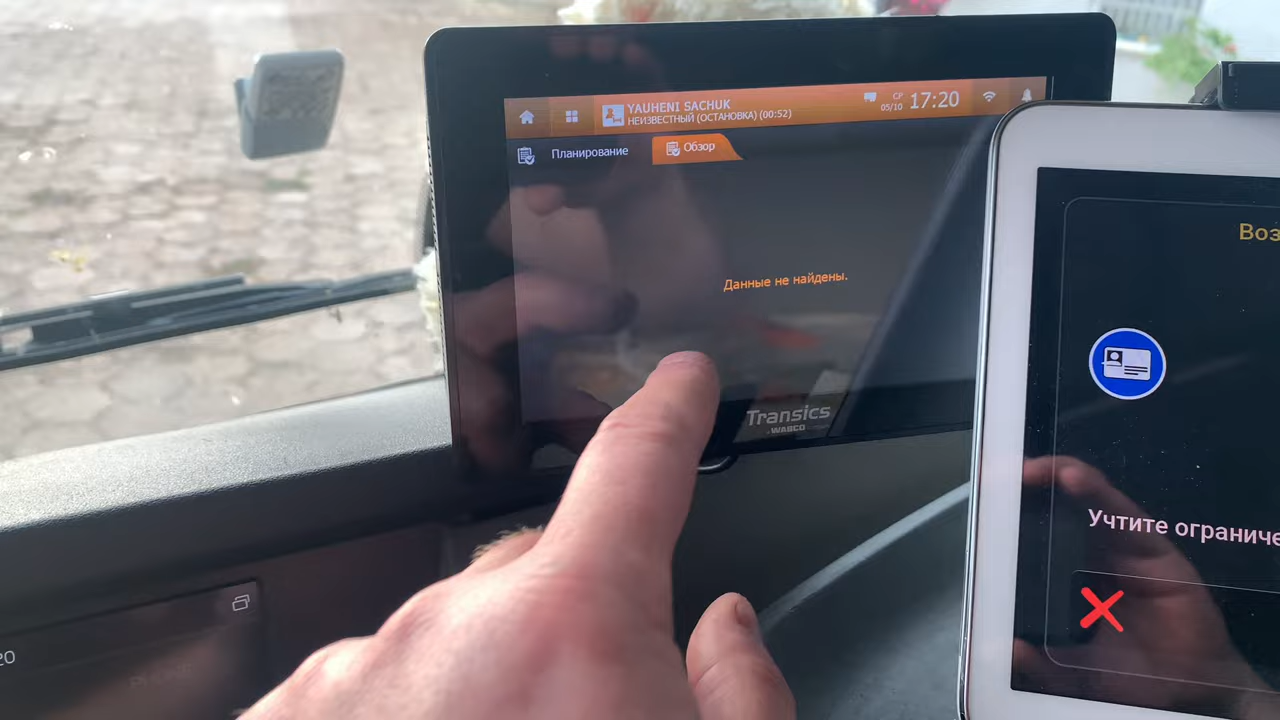 YAUHENI SACHUK
НЕИЗВЕСТНЫЙ (ОСТАНОВКА) (00:52)
СР
05/10
17:20
Планирование
Обзор
Данные не найдены.
Transics
WABCO
Воз
Учтите ограниче
20